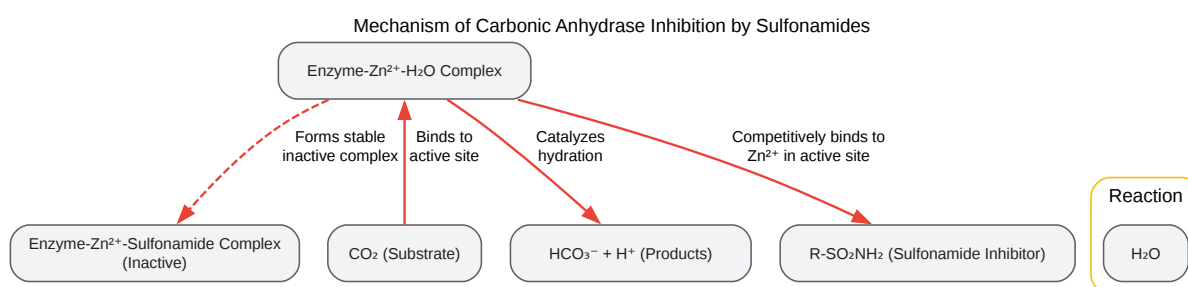 Mechanism of Carbonic Anhydrase Inhibition by Sulfonamides
Enzyme-Zn²⁺-H₂O Complex
Forms stable
inactive complex
Binds to
active site
Catalyzes
hydration
Competitively binds to
Zn²⁺ in active site
Reaction
Enzyme-Zn²⁺-Sulfonamide Complex
(Inactive)
CO₂ (Substrate)
HCO₃⁻ + H⁺ (Products)
R-SO₂NH₂ (Sulfonamide Inhibitor)
H₂O